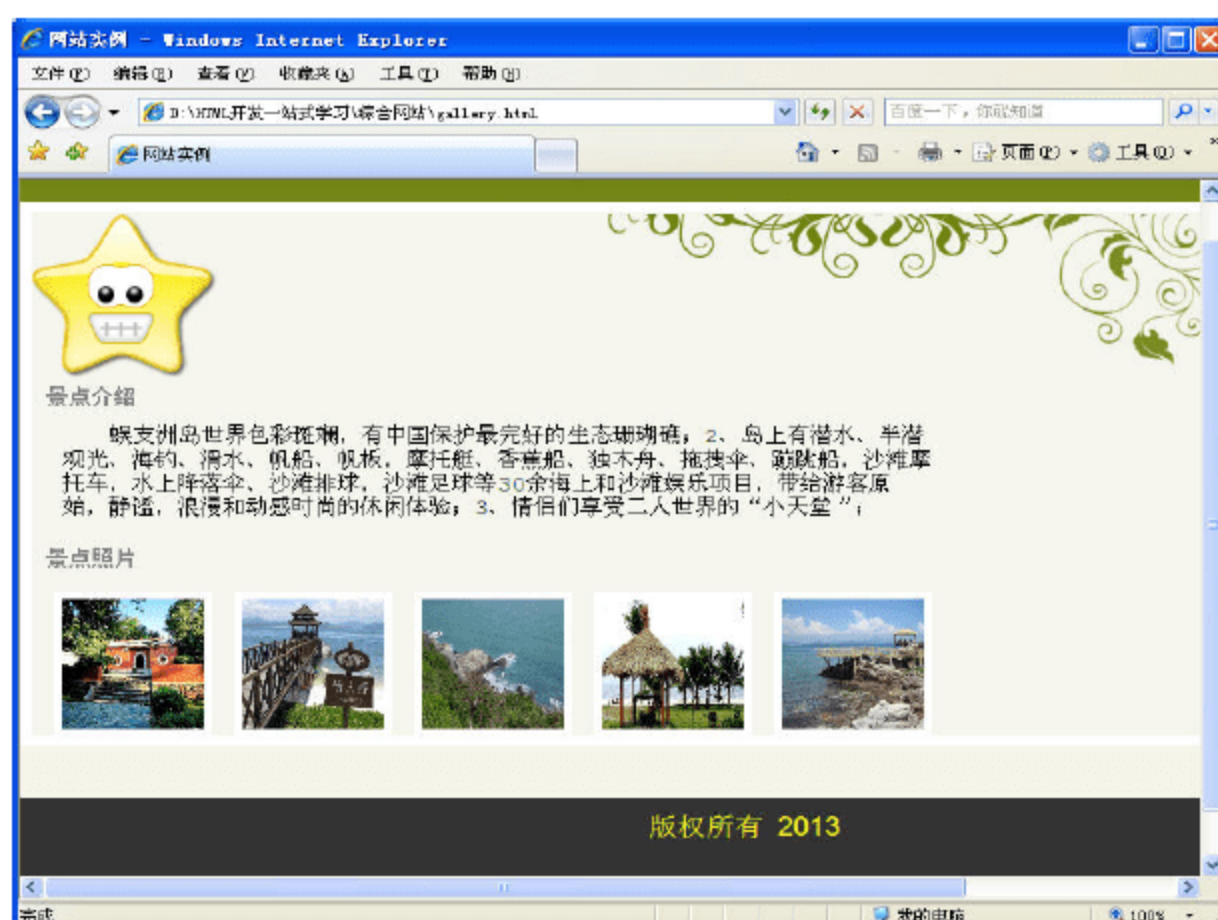 网站实例 - Windows Internet Explorer
文件(F) 编辑(E) 查看(V) 收藏夹(A) 工具(T) 帮助(H)
D:\HTML开发一站式学习\综合网站\gallery.html 百度一下，你就知道
网站实例 页面(P) 工具(O)
景点介绍
蜈支洲岛世界色彩斑斓，有中国保护最完好的生态珊瑚礁；2、岛上有潜水、半潜
观光、海钓、滑水、帆船、帆板，摩托艇、香蕉船、独木舟、拖拽伞、蹦跳船，沙滩摩
托车，水上降落伞、沙滩排球，沙滩足球等30余海上和沙滩娱乐项目，带给游客原
始，静谧，浪漫和动感时尚的休闲体验；3、情侣们享受二人世界的“小天堂”；
景点照片
版权所有 2013
完成 我的电脑 100%